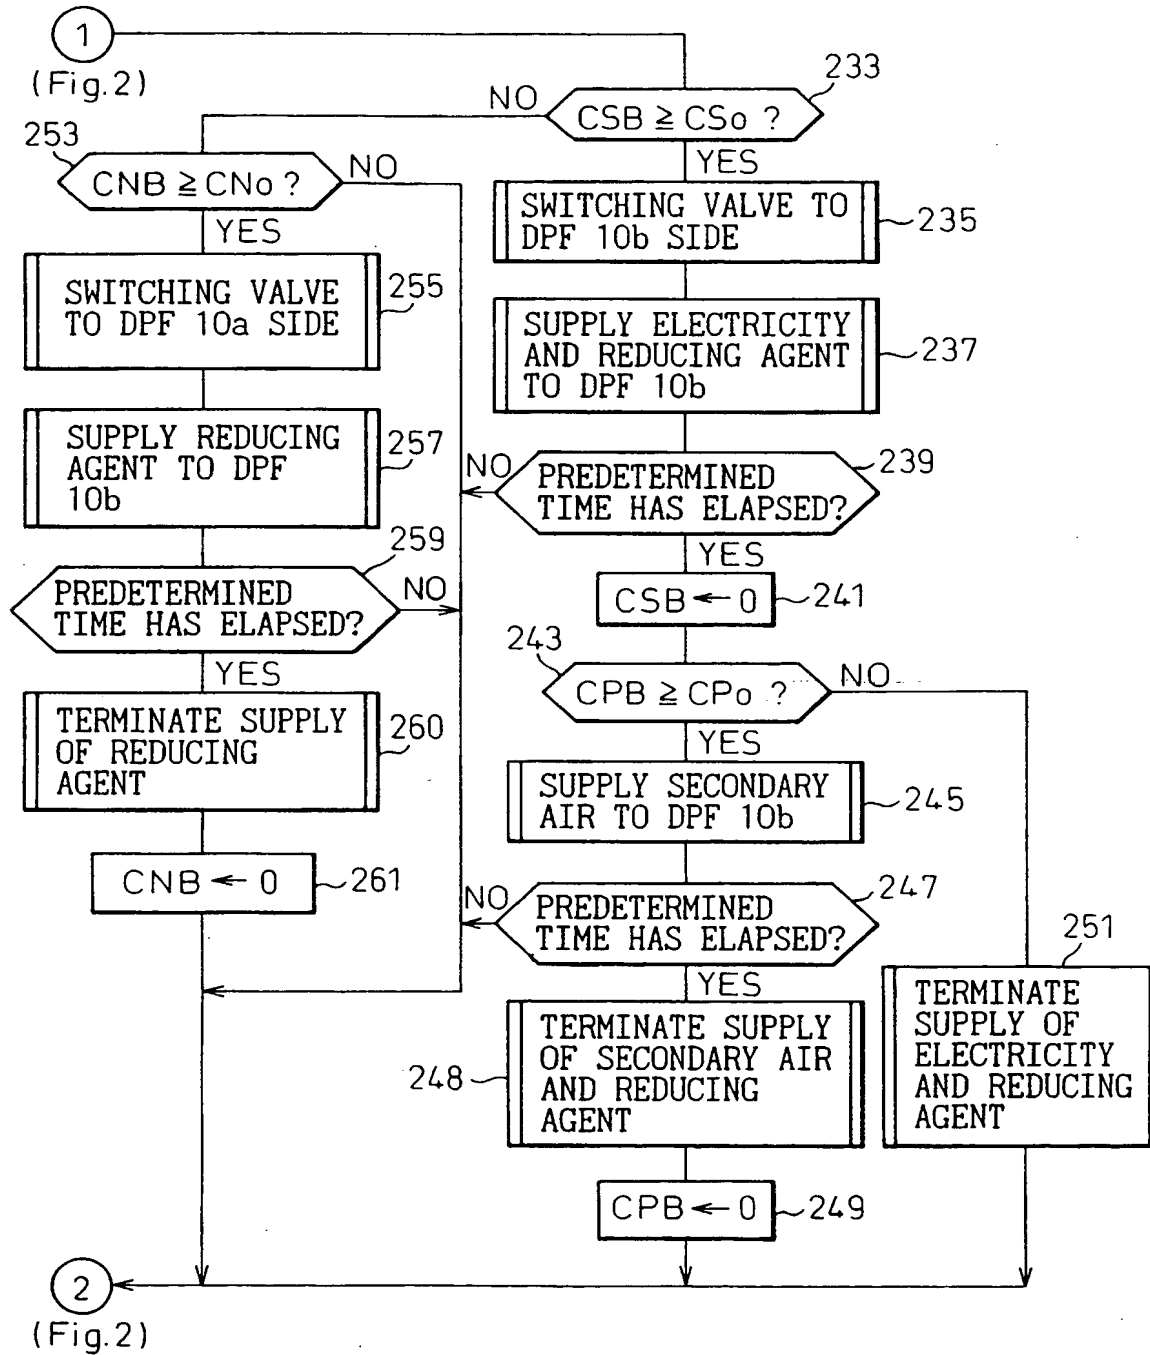 1
(Fig.2)
233
NO
CSB ≧ CSo ?
YES
253
CNB ≧ CNo ?
NO
YES
SWITCHING VALVE TO
DPF 10b SIDE
235
SWITCHING VALVE
TO DPF 10a SIDE
255
SUPPLY ELECTRICITY
AND REDUCING AGENT
TO DPF 10b
237
SUPPLY REDUCING
AGENT TO DPF
10b
257
NO
PREDETERMINED
TIME HAS ELAPSED?
239
YES
259
PREDETERMINED
TIME HAS ELAPSED?
NO
YES
CSB ← 0
241
243
CPB ≧ CPo ?
NO
YES
TERMINATE SUPPLY
OF REDUCING
AGENT
260
SUPPLY SECONDARY
AIR TO DPF 10b
245
CNB ← 0
261
NO
PREDETERMINED
TIME HAS ELAPSED?
247
YES
251
TERMINATE
SUPPLY OF
ELECTRICITY
AND REDUCING
AGENT
248
TERMINATE SUPPLY
OF SECONDARY AIR
AND REDUCING
AGENT
CPB ← 0
249
2
(Fig.2)